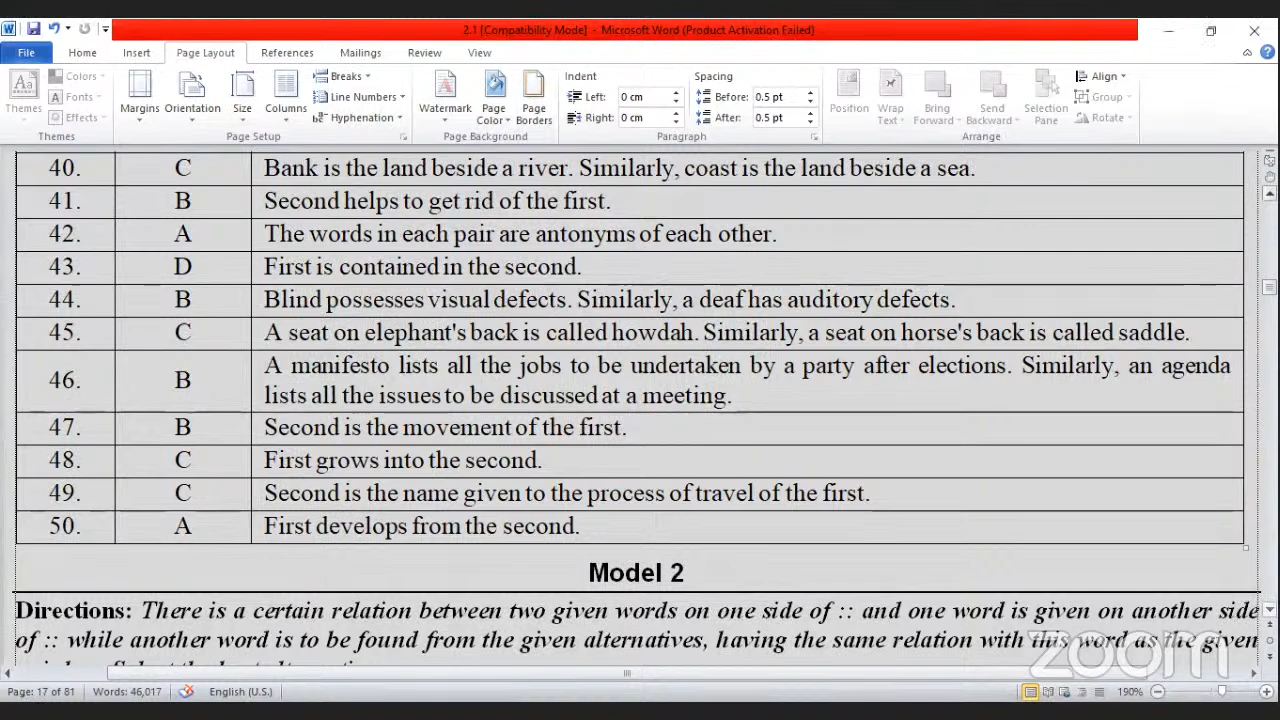 2.1 [Compatibility Mode] - Microsoft Word (Product Activation Failed)
File Home Insert Page Layout References Mailings Review View
Themes Colors Fonts Effects Margins Orientation Size Columns Breaks Line Numbers Hyphenation Watermark Page Color Page Borders Indent Left: 0 cm Right: 0 cm Spacing Before: 0.5 pt After: 0.5 pt Position Wrap Text Bring Forward Send Backward Selection Pane Align Group Rotate
Themes Page Setup Page Background Paragraph Arrange
40. C Bank is the land beside a river. Similarly, coast is the land beside a sea.
41. B Second helps to get rid of the first.
42. A The words in each pair are antonyms of each other.
43. D First is contained in the second.
44. B Blind possesses visual defects. Similarly, a deaf has auditory defects.
45. C A seat on elephant's back is called howdah. Similarly, a seat on horse's back is called saddle.
46. B A manifesto lists all the jobs to be undertaken by a party after elections. Similarly, an agenda
lists all the issues to be discussed at a meeting.
47. B Second is the movement of the first.
48. C First grows into the second.
49. C Second is the name given to the process of travel of the first.
50. A First develops from the second.
Model 2
Directions: There is a certain relation between two given words on one side of :: and one word is given on another side
of :: while another word is to be found from the given alternatives, having the same relation with this word as the given
zoom
Page: 17 of 81 Words: 46,017 English (U.S.) 190%